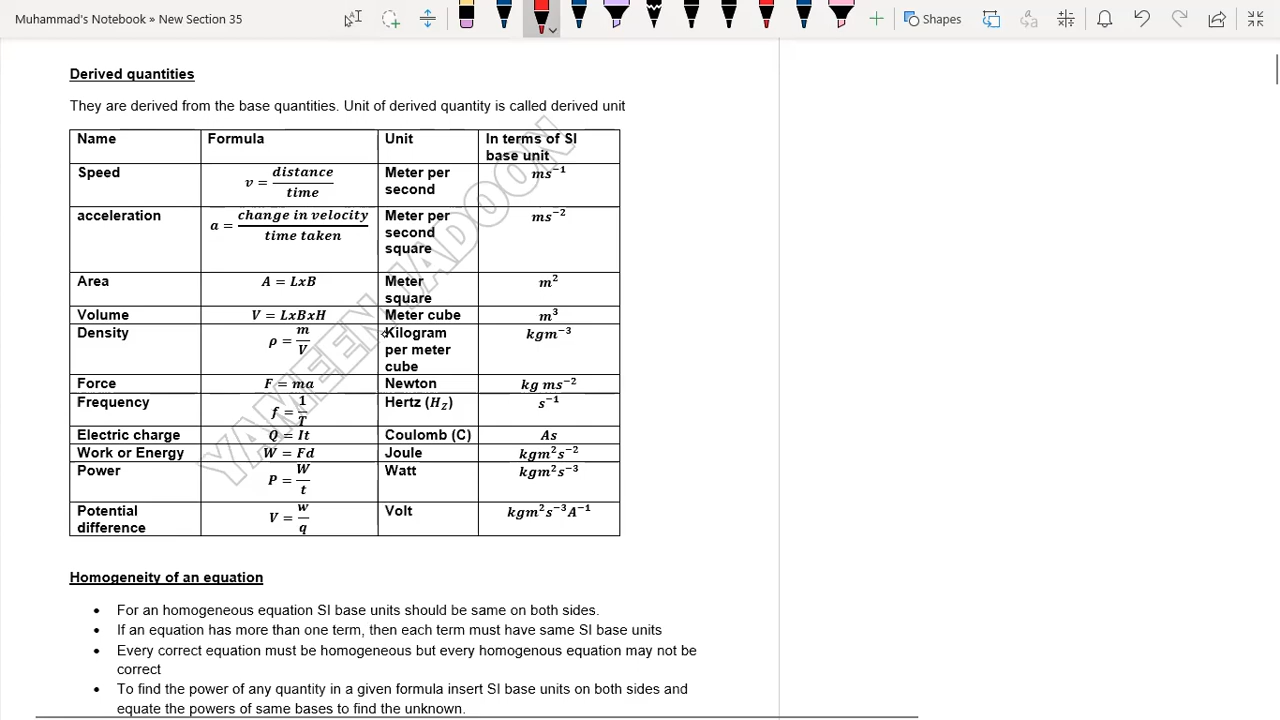 Muhammad's Notebook » New Section 35
Shapes
Derived quantities
They are derived from the base quantities. Unit of derived quantity is called derived unit
Name Formula Unit In terms of SI base unit
Speed v = distance/time Meter per second ms⁻¹
acceleration a = change in velocity/time taken Meter per second square ms⁻²
Area A = LxB Meter square m²
Volume V = LxBxH Meter cube m³
Density ρ = m/V Kilogram per meter cube kgm⁻³
Force F = ma Newton kg ms⁻²
Frequency f = 1/T Hertz (H_Z) s⁻¹
Electric charge Q = It Coulomb (C) As
Work or Energy W = Fd Joule kgm²s⁻²
Power P = W/t Watt kgm²s⁻³
Potential difference V = w/q Volt kgm²s⁻³A⁻¹
YAMEEN JADOON
Homogeneity of an equation
• For an homogeneous equation SI base units should be same on both sides.
• If an equation has more than one term, then each term must have same SI base units
• Every correct equation must be homogeneous but every homogenous equation may not be
correct
• To find the power of any quantity in a given formula insert SI base units on both sides and
equate the powers of same bases to find the unknown.